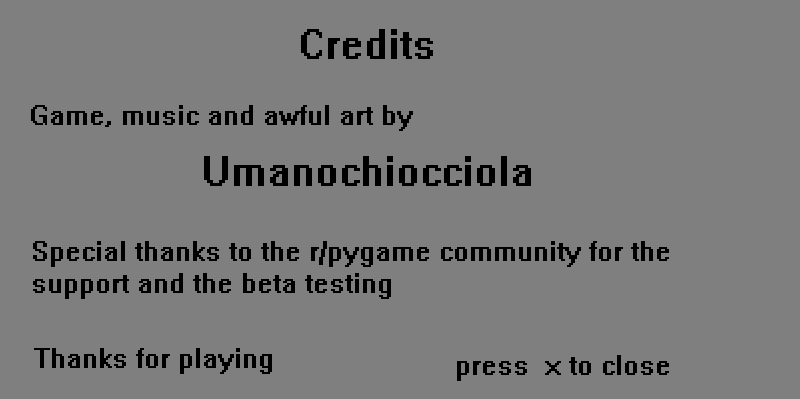 Credits
Game, music and awful art by
Umanochiocciola
Special thanks to the r/pygame community for the
support and the beta testing
Thanks for playing
press x to close